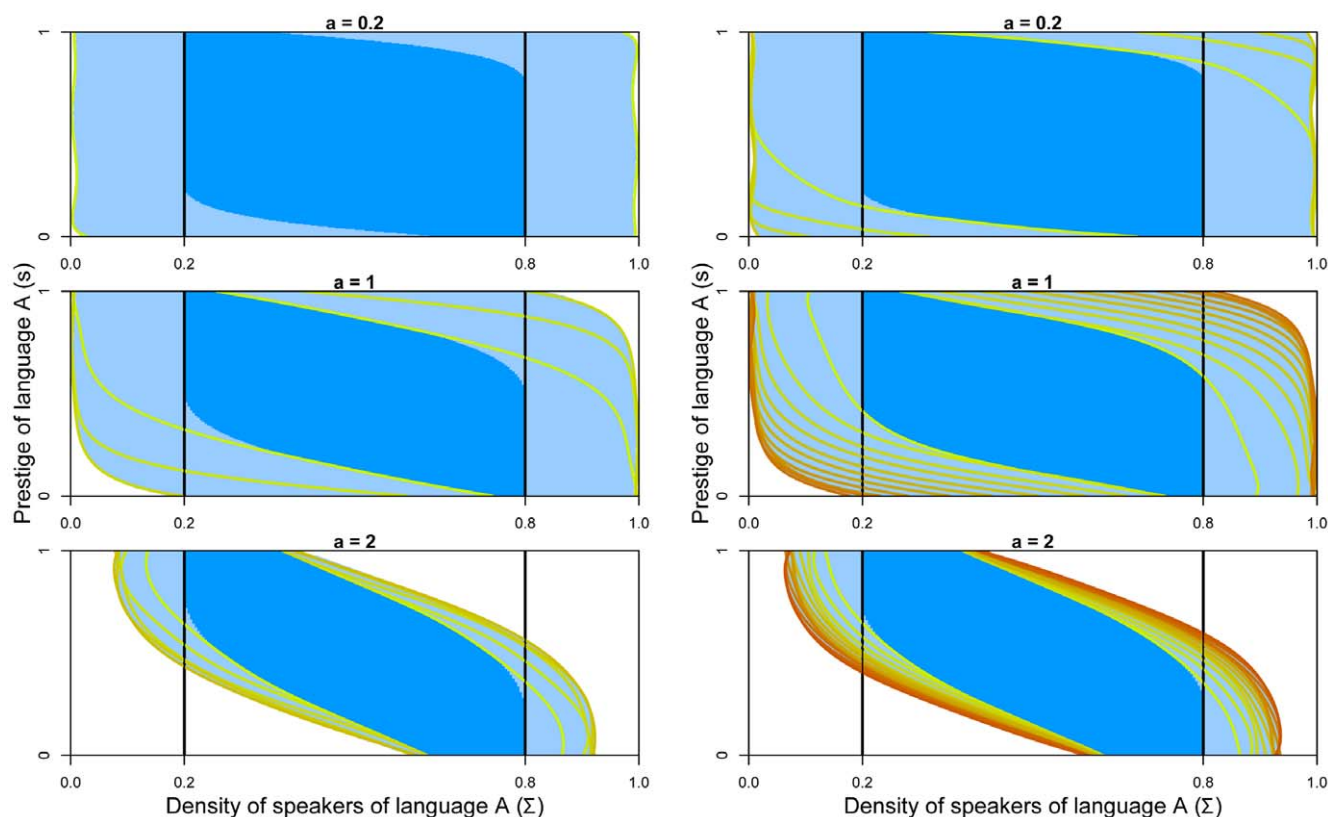 a = 0.2
1
0
0.0 0.2 0.8 1.0
a = 1
1
0
0.0 0.2 0.8 1.0
a = 2
1
0
0.0 0.2 0.8 1.0
Prestige of language A (s)
Density of speakers of language A (Σ)
a = 0.2
1
0
0.0 0.2 0.8 1.0
a = 1
1
0
0.0 0.2 0.8 1.0
a = 2
1
0
0.0 0.2 0.8 1.0
Prestige of language A (s)
Density of speakers of language A (Σ)